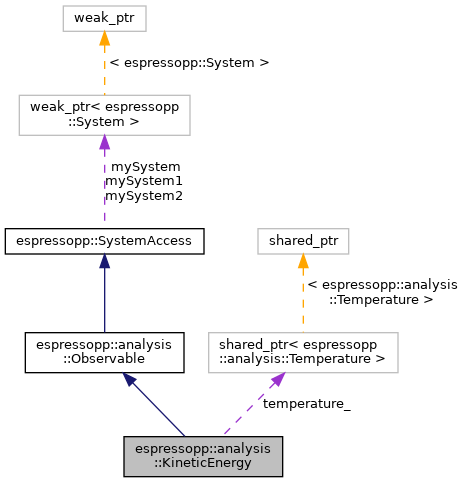 weak_ptr
< espressopp::System >
weak_ptr< espressopp
::System >
mySystem
mySystem1
mySystem2
espressopp::SystemAccess
shared_ptr
< espressopp::analysis
::Temperature >
espressopp::analysis
::Observable
shared_ptr< espressopp
::analysis::Temperature >
temperature_
espressopp::analysis
::KineticEnergy